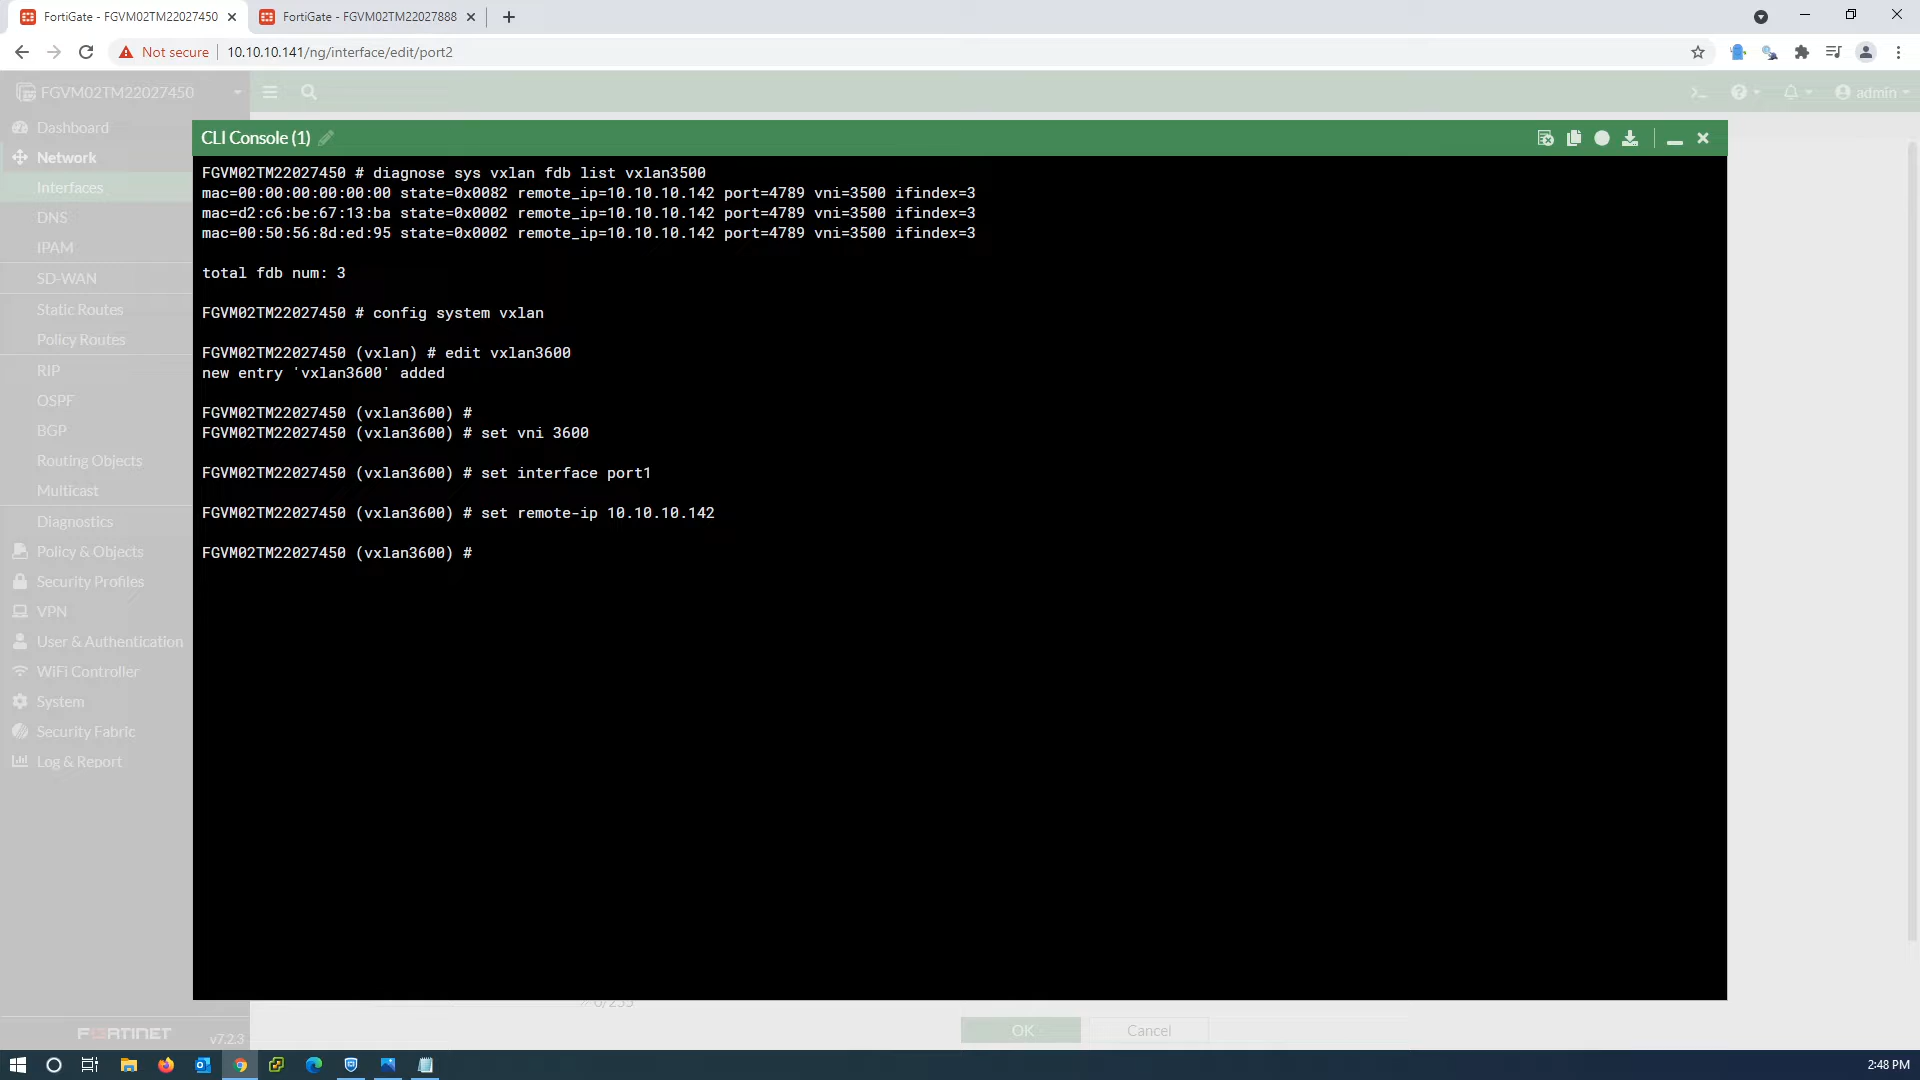 FortiGate - FGVM02TM22027450
FortiGate - FGVM02TM22027888
Not secure
10.10.10.141/ng/interface/edit/port2
FGVM02TM22027450
admin
Dashboard
Network
Interfaces
DNS
IPAM
SD-WAN
Static Routes
Policy Routes
RIP
OSPF
BGP
Routing Objects
Multicast
Diagnostics
Policy & Objects
Security Profiles
VPN
User & Authentication
WiFi Controller
System
Security Fabric
Log & Report
FORTINET
v7.2.3
CLI Console (1)
FGVM02TM22027450 # diagnose sys vxlan fdb list vxlan3500
mac=00:00:00:00:00:00 state=0x0082 remote_ip=10.10.10.142 port=4789 vni=3500 ifindex=3
mac=d2:c6:be:67:13:ba state=0x0002 remote_ip=10.10.10.142 port=4789 vni=3500 ifindex=3
mac=00:50:56:8d:ed:95 state=0x0002 remote_ip=10.10.10.142 port=4789 vni=3500 ifindex=3
total fdb num: 3
FGVM02TM22027450 # config system vxlan
FGVM02TM22027450 (vxlan) # edit vxlan3600
new entry 'vxlan3600' added
FGVM02TM22027450 (vxlan3600) #
FGVM02TM22027450 (vxlan3600) # set vni 3600
FGVM02TM22027450 (vxlan3600) # set interface port1
FGVM02TM22027450 (vxlan3600) # set remote-ip 10.10.10.142
FGVM02TM22027450 (vxlan3600) #
0/255
OK
Cancel
2:48 PM